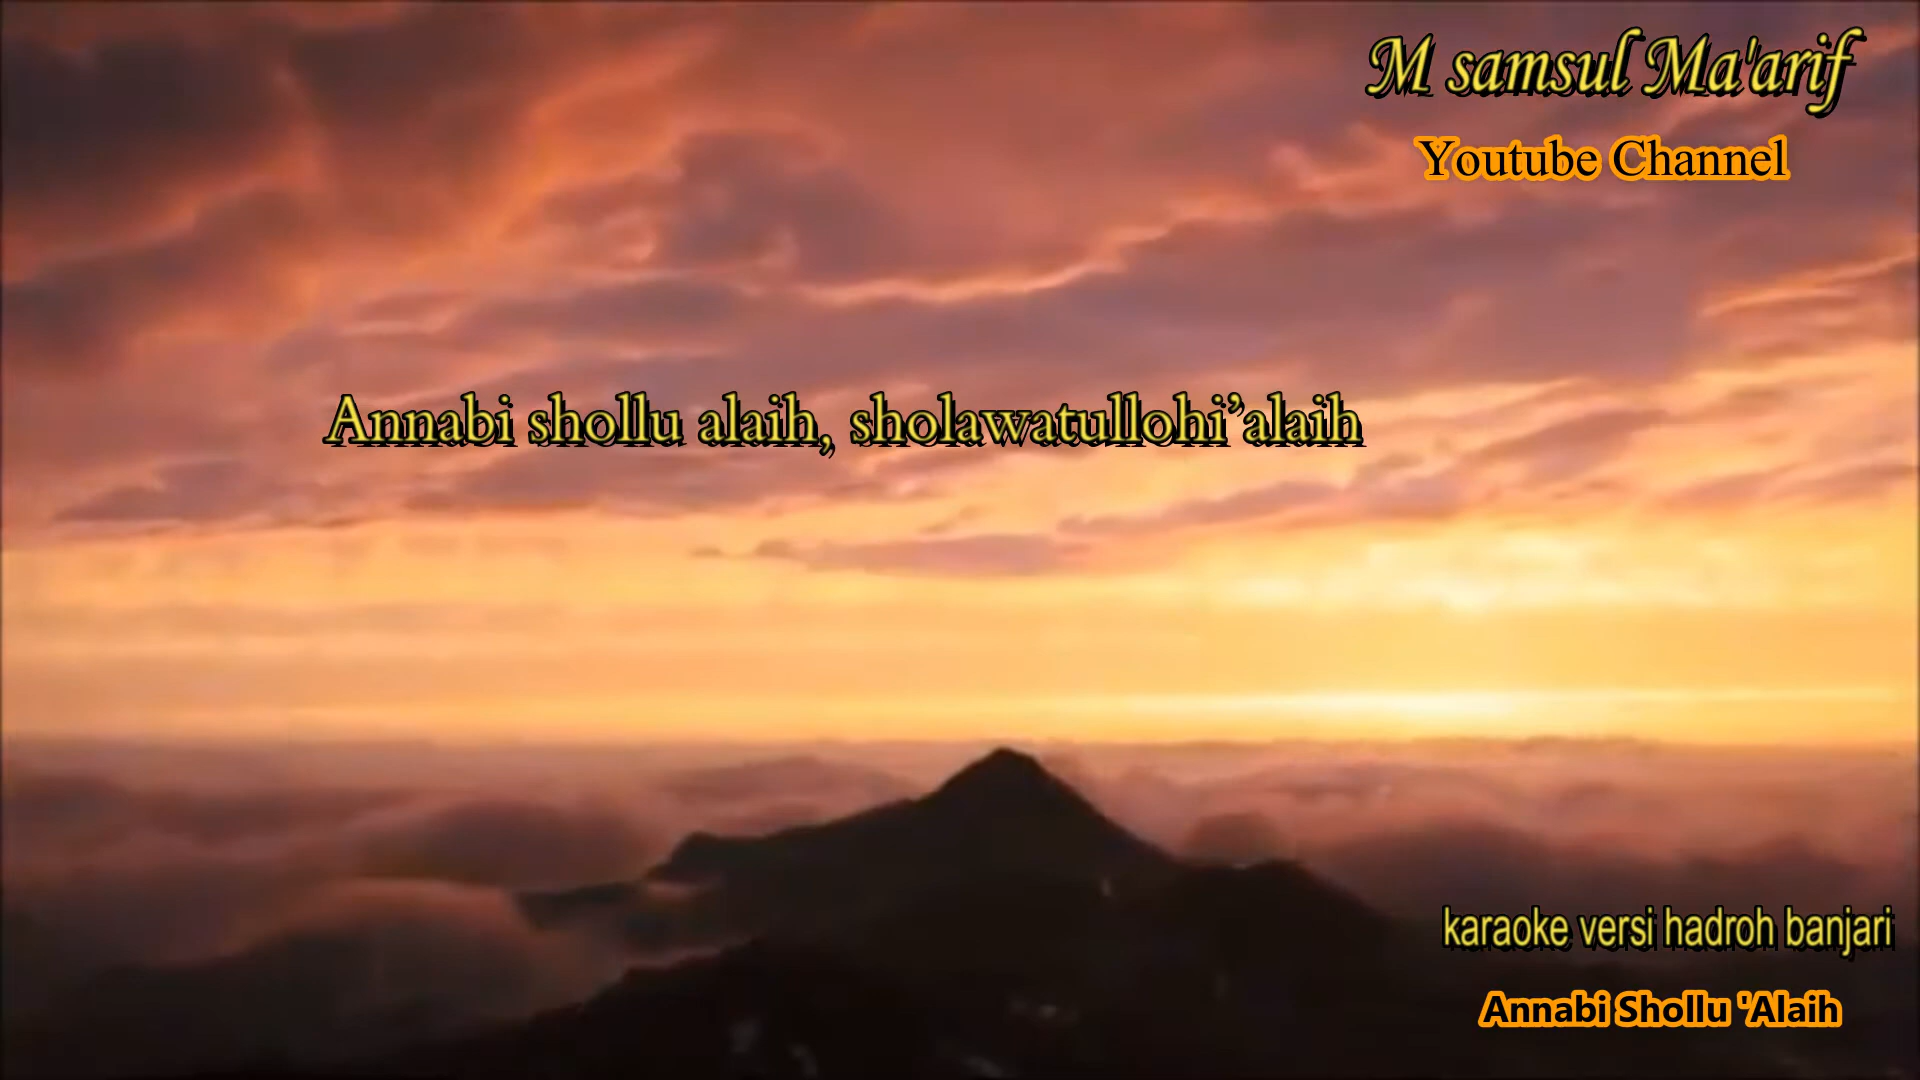 M samsul Ma'arif
Youtube Channel
Annabi shollu alaih, sholawatullohi’alaih
karaoke versi hadroh banjari
Annabi Shollu 'Alaih